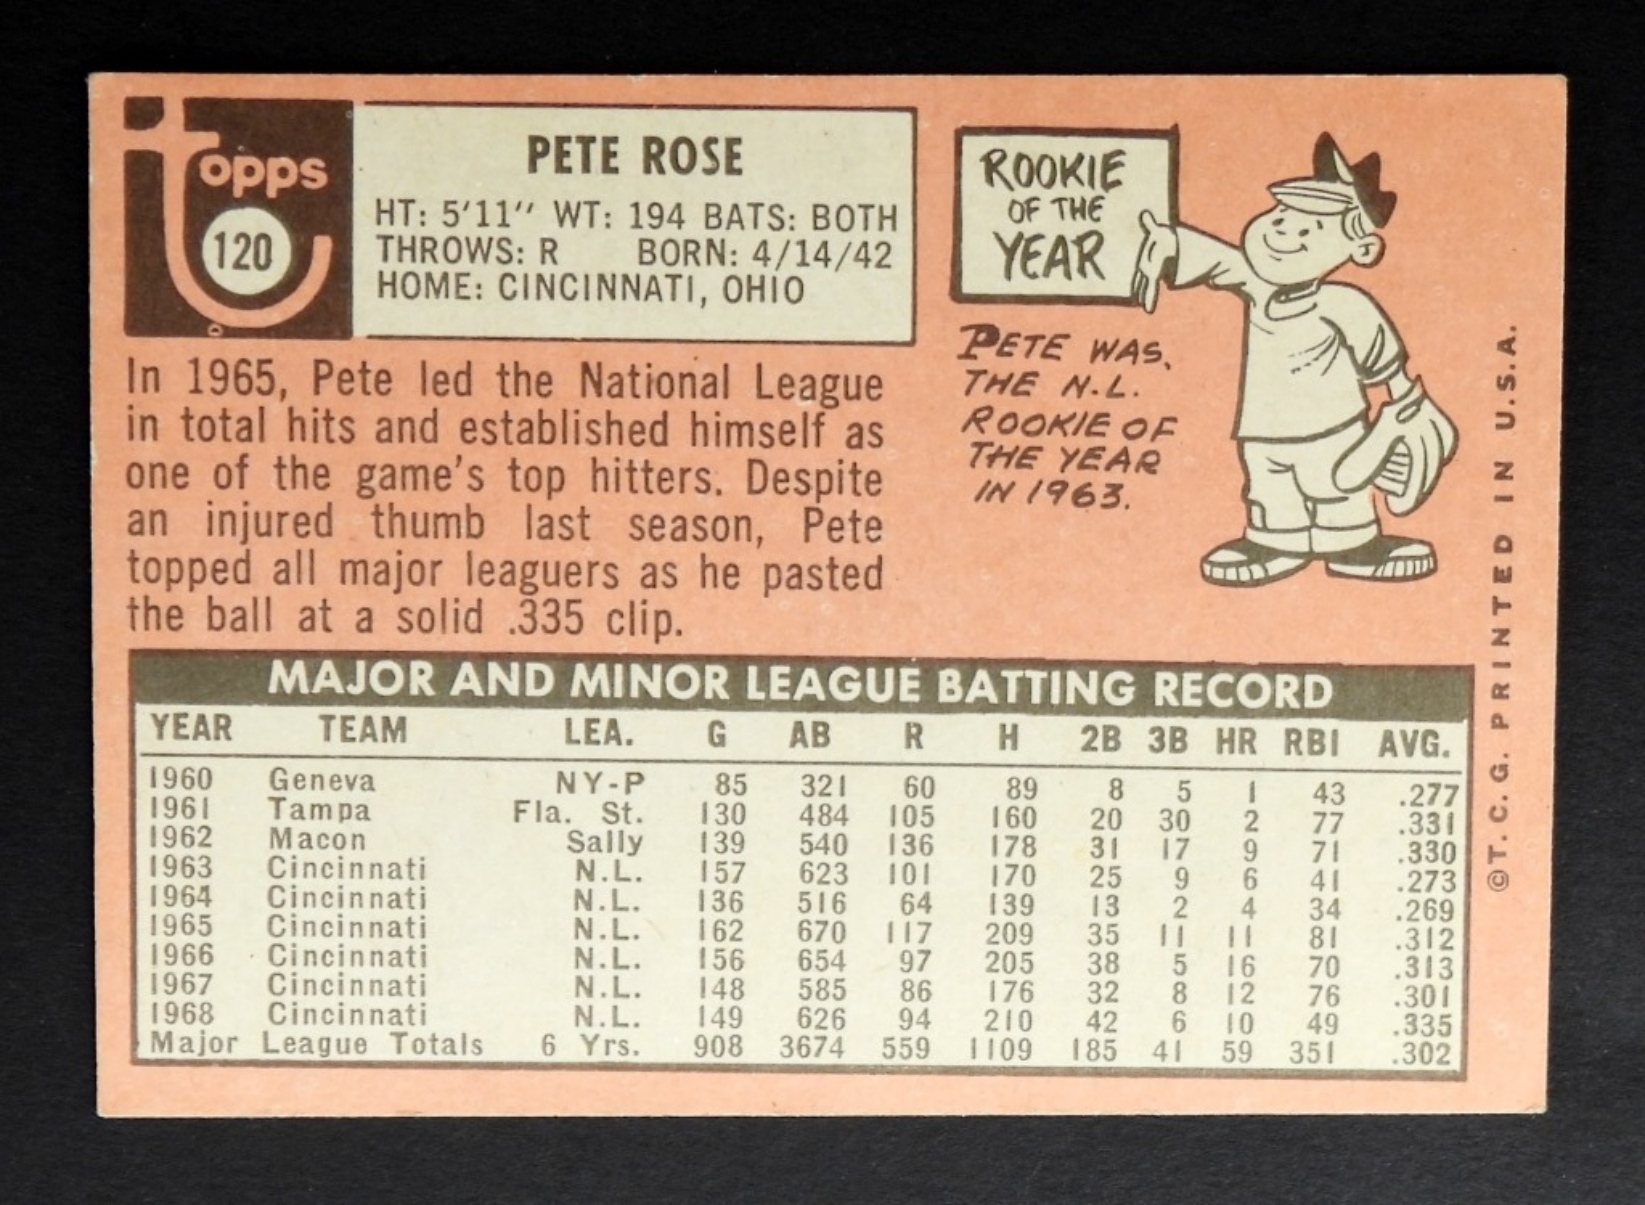 topps
120
PETE ROSE
HT: 5'11" WT: 194 BATS: BOTH
THROWS: R BORN: 4/14/42
HOME: CINCINNATI, OHIO
ROOKIE
OF THE
YEAR
PETE WAS
THE N.L.
ROOKIE OF
THE YEAR
IN 1963.
In 1965, Pete led the National League
in total hits and established himself as
one of the game's top hitters. Despite
an injured thumb last season, Pete
topped all major leaguers as he pasted
the ball at a solid .335 clip.
MAJOR AND MINOR LEAGUE BATTING RECORD
YEAR TEAM LEA. G AB R H 2B 3B HR RBI AVG.
1960 Geneva NY-P 85 321 60 89 8 5 1 43 .277
1961 Tampa Fla. St. 130 484 105 160 20 30 2 77 .331
1962 Macon Sally 139 540 136 178 31 17 9 71 .330
1963 Cincinnati N.L. 157 623 101 170 25 9 6 41 .273
1964 Cincinnati N.L. 136 516 64 139 13 2 4 34 .269
1965 Cincinnati N.L. 162 670 117 209 35 11 11 81 .312
1966 Cincinnati N.L. 156 654 97 205 38 5 16 70 .313
1967 Cincinnati N.L. 148 585 86 176 32 8 12 76 .301
1968 Cincinnati N.L. 149 626 94 210 42 6 10 49 .335
Major League Totals 6 Yrs. 908 3674 559 1109 185 41 59 351 .302
©T.C.G. PRINTED IN U.S.A.